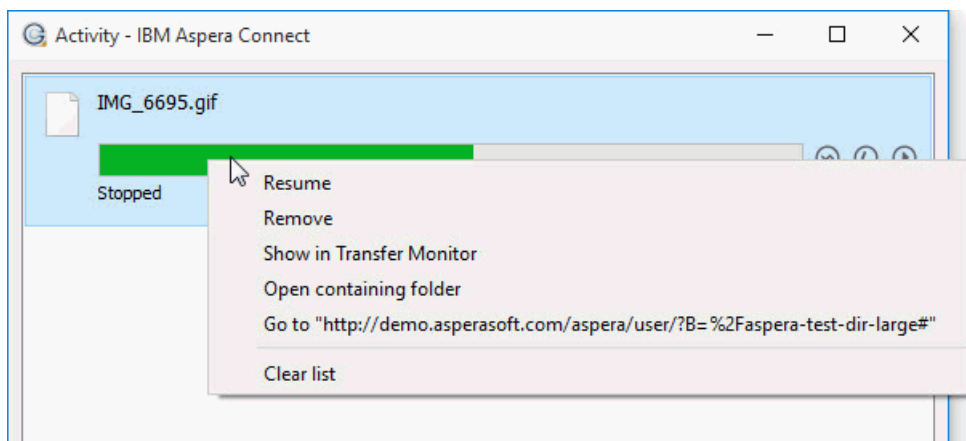 Activity - IBM Aspera Connect
IMG_6695.gif
Stopped
Resume
Remove
Show in Transfer Monitor
Open containing folder
Go to "http://demo.asperasoft.com/aspera/user/?B=%2Faspera-test-dir-large#"
Clear list